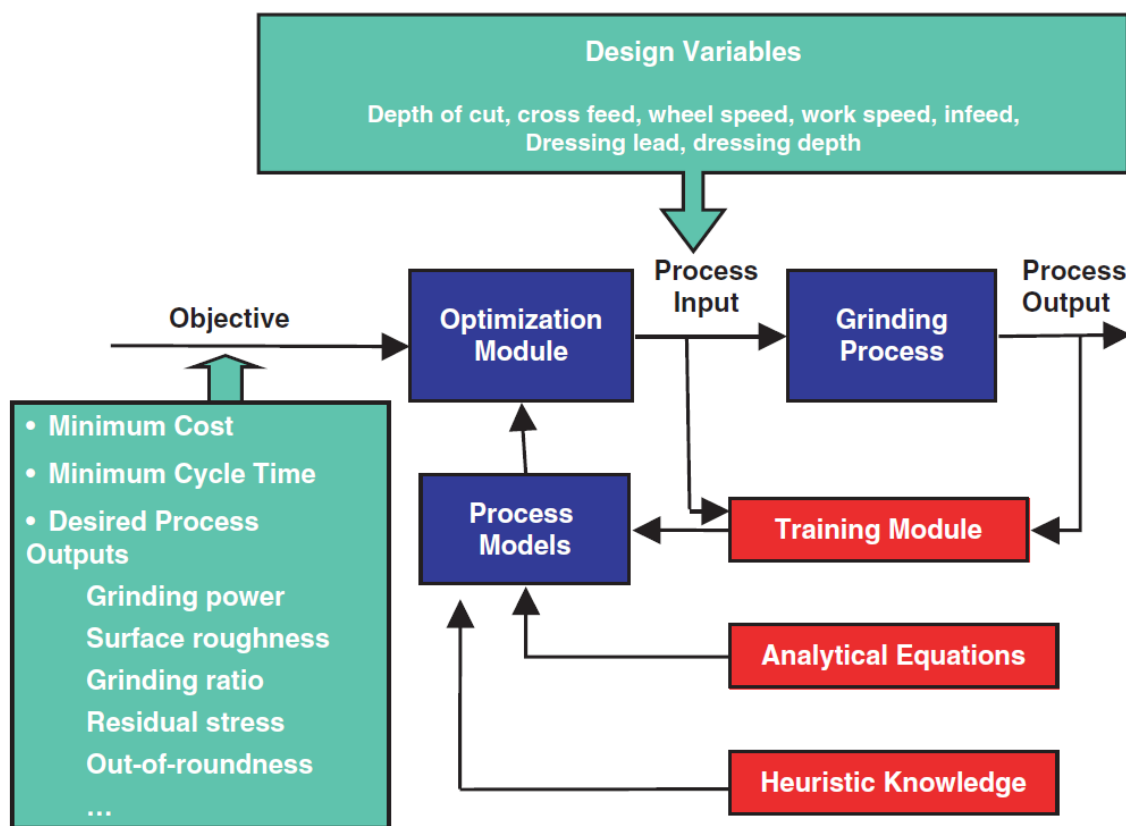 Design Variables
Depth of cut, cross feed, wheel speed, work speed, infeed,
Dressing lead, dressing depth
Objective
Optimization
Module
Process
Input
Grinding
Process
Process
Output
• Minimum Cost
• Minimum Cycle Time
• Desired Process
Outputs
Grinding power
Surface roughness
Grinding ratio
Residual stress
Out-of-roundness
...
Process
Models
Training Module
Analytical Equations
Heuristic Knowledge